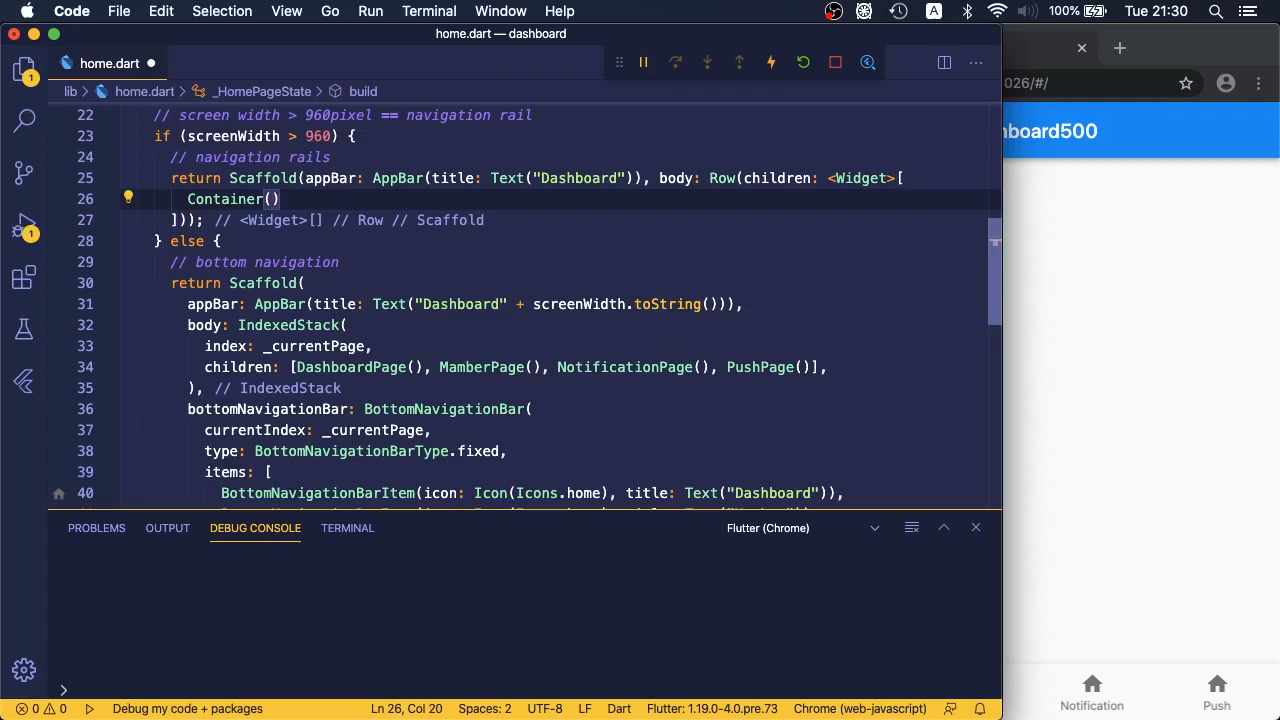 Code File Edit Selection View Go Run Terminal Window Help A 100% Tue 21:30
home.dart — dashboard
home.dart
026/#/
lib > home.dart > _HomePageState > build
22 // screen width > 960pixel == navigation rail
23 if (screenWidth > 960) {
24 // navigation rails
25 return Scaffold(appBar: AppBar(title: Text("Dashboard")), body: Row(children: <Widget>[
26 Container()
27 ])); // <Widget>[] // Row // Scaffold
28 } else {
29 // bottom navigation
30 return Scaffold(
31 appBar: AppBar(title: Text("Dashboard" + screenWidth.toString())),
32 body: IndexedStack(
33 index: _currentPage,
34 children: [DashboardPage(), MamberPage(), NotificationPage(), PushPage()],
35 ), // IndexedStack
36 bottomNavigationBar: BottomNavigationBar(
37 currentIndex: _currentPage,
38 type: BottomNavigationBarType.fixed,
39 items: [
40 BottomNavigationBarItem(icon: Icon(Icons.home), title: Text("Dashboard")),
hboard500
1
1
PROBLEMS OUTPUT DEBUG CONSOLE TERMINAL Flutter (Chrome)
>
Notification Push
0 0 Debug my code + packages Ln 26, Col 20 Spaces: 2 UTF-8 LF Dart Flutter: 1.19.0-4.0.pre.73 Chrome (web-javascript)